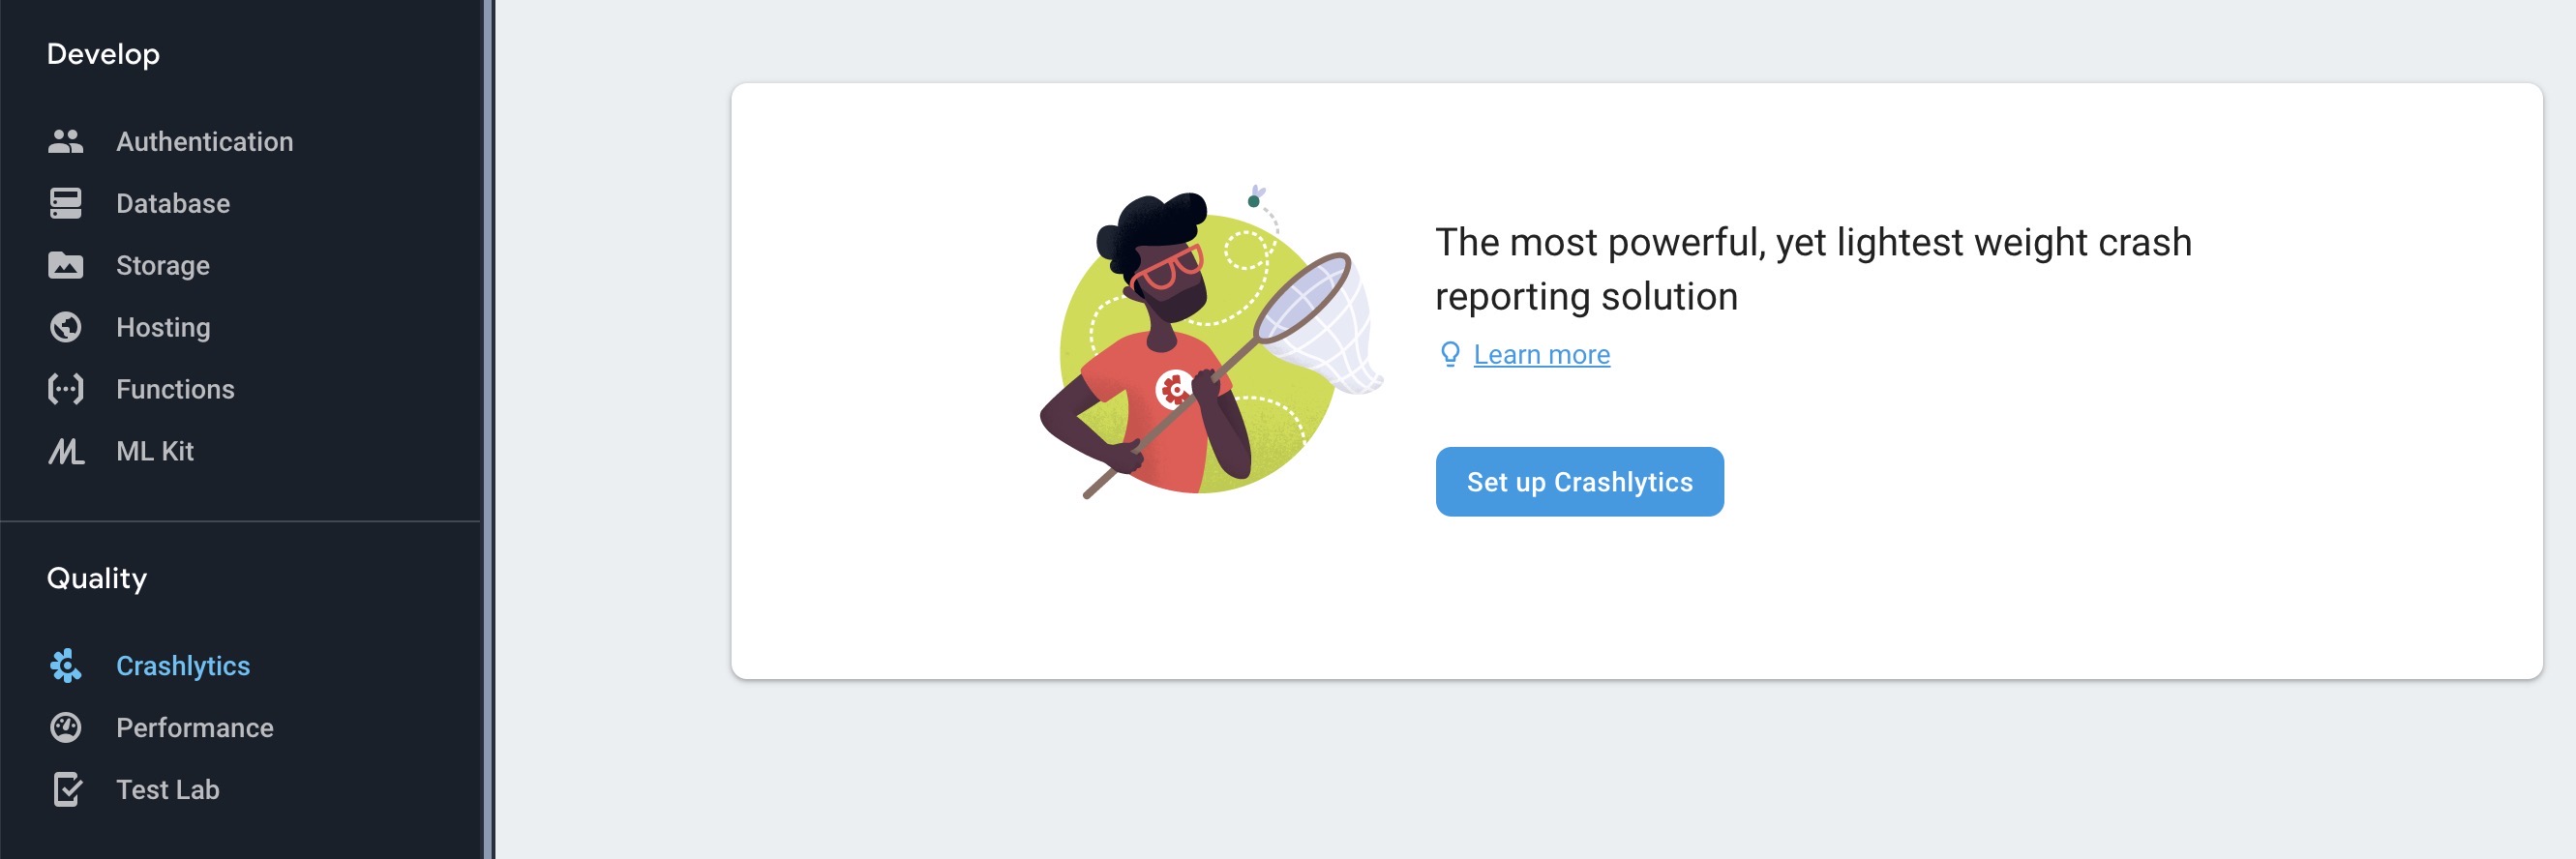 Develop
Authentication
Database
Storage
Hosting
Functions
ML Kit
Quality
Crashlytics
Performance
Test Lab
The most powerful, yet lightest weight crash
reporting solution
Learn more
Set up Crashlytics